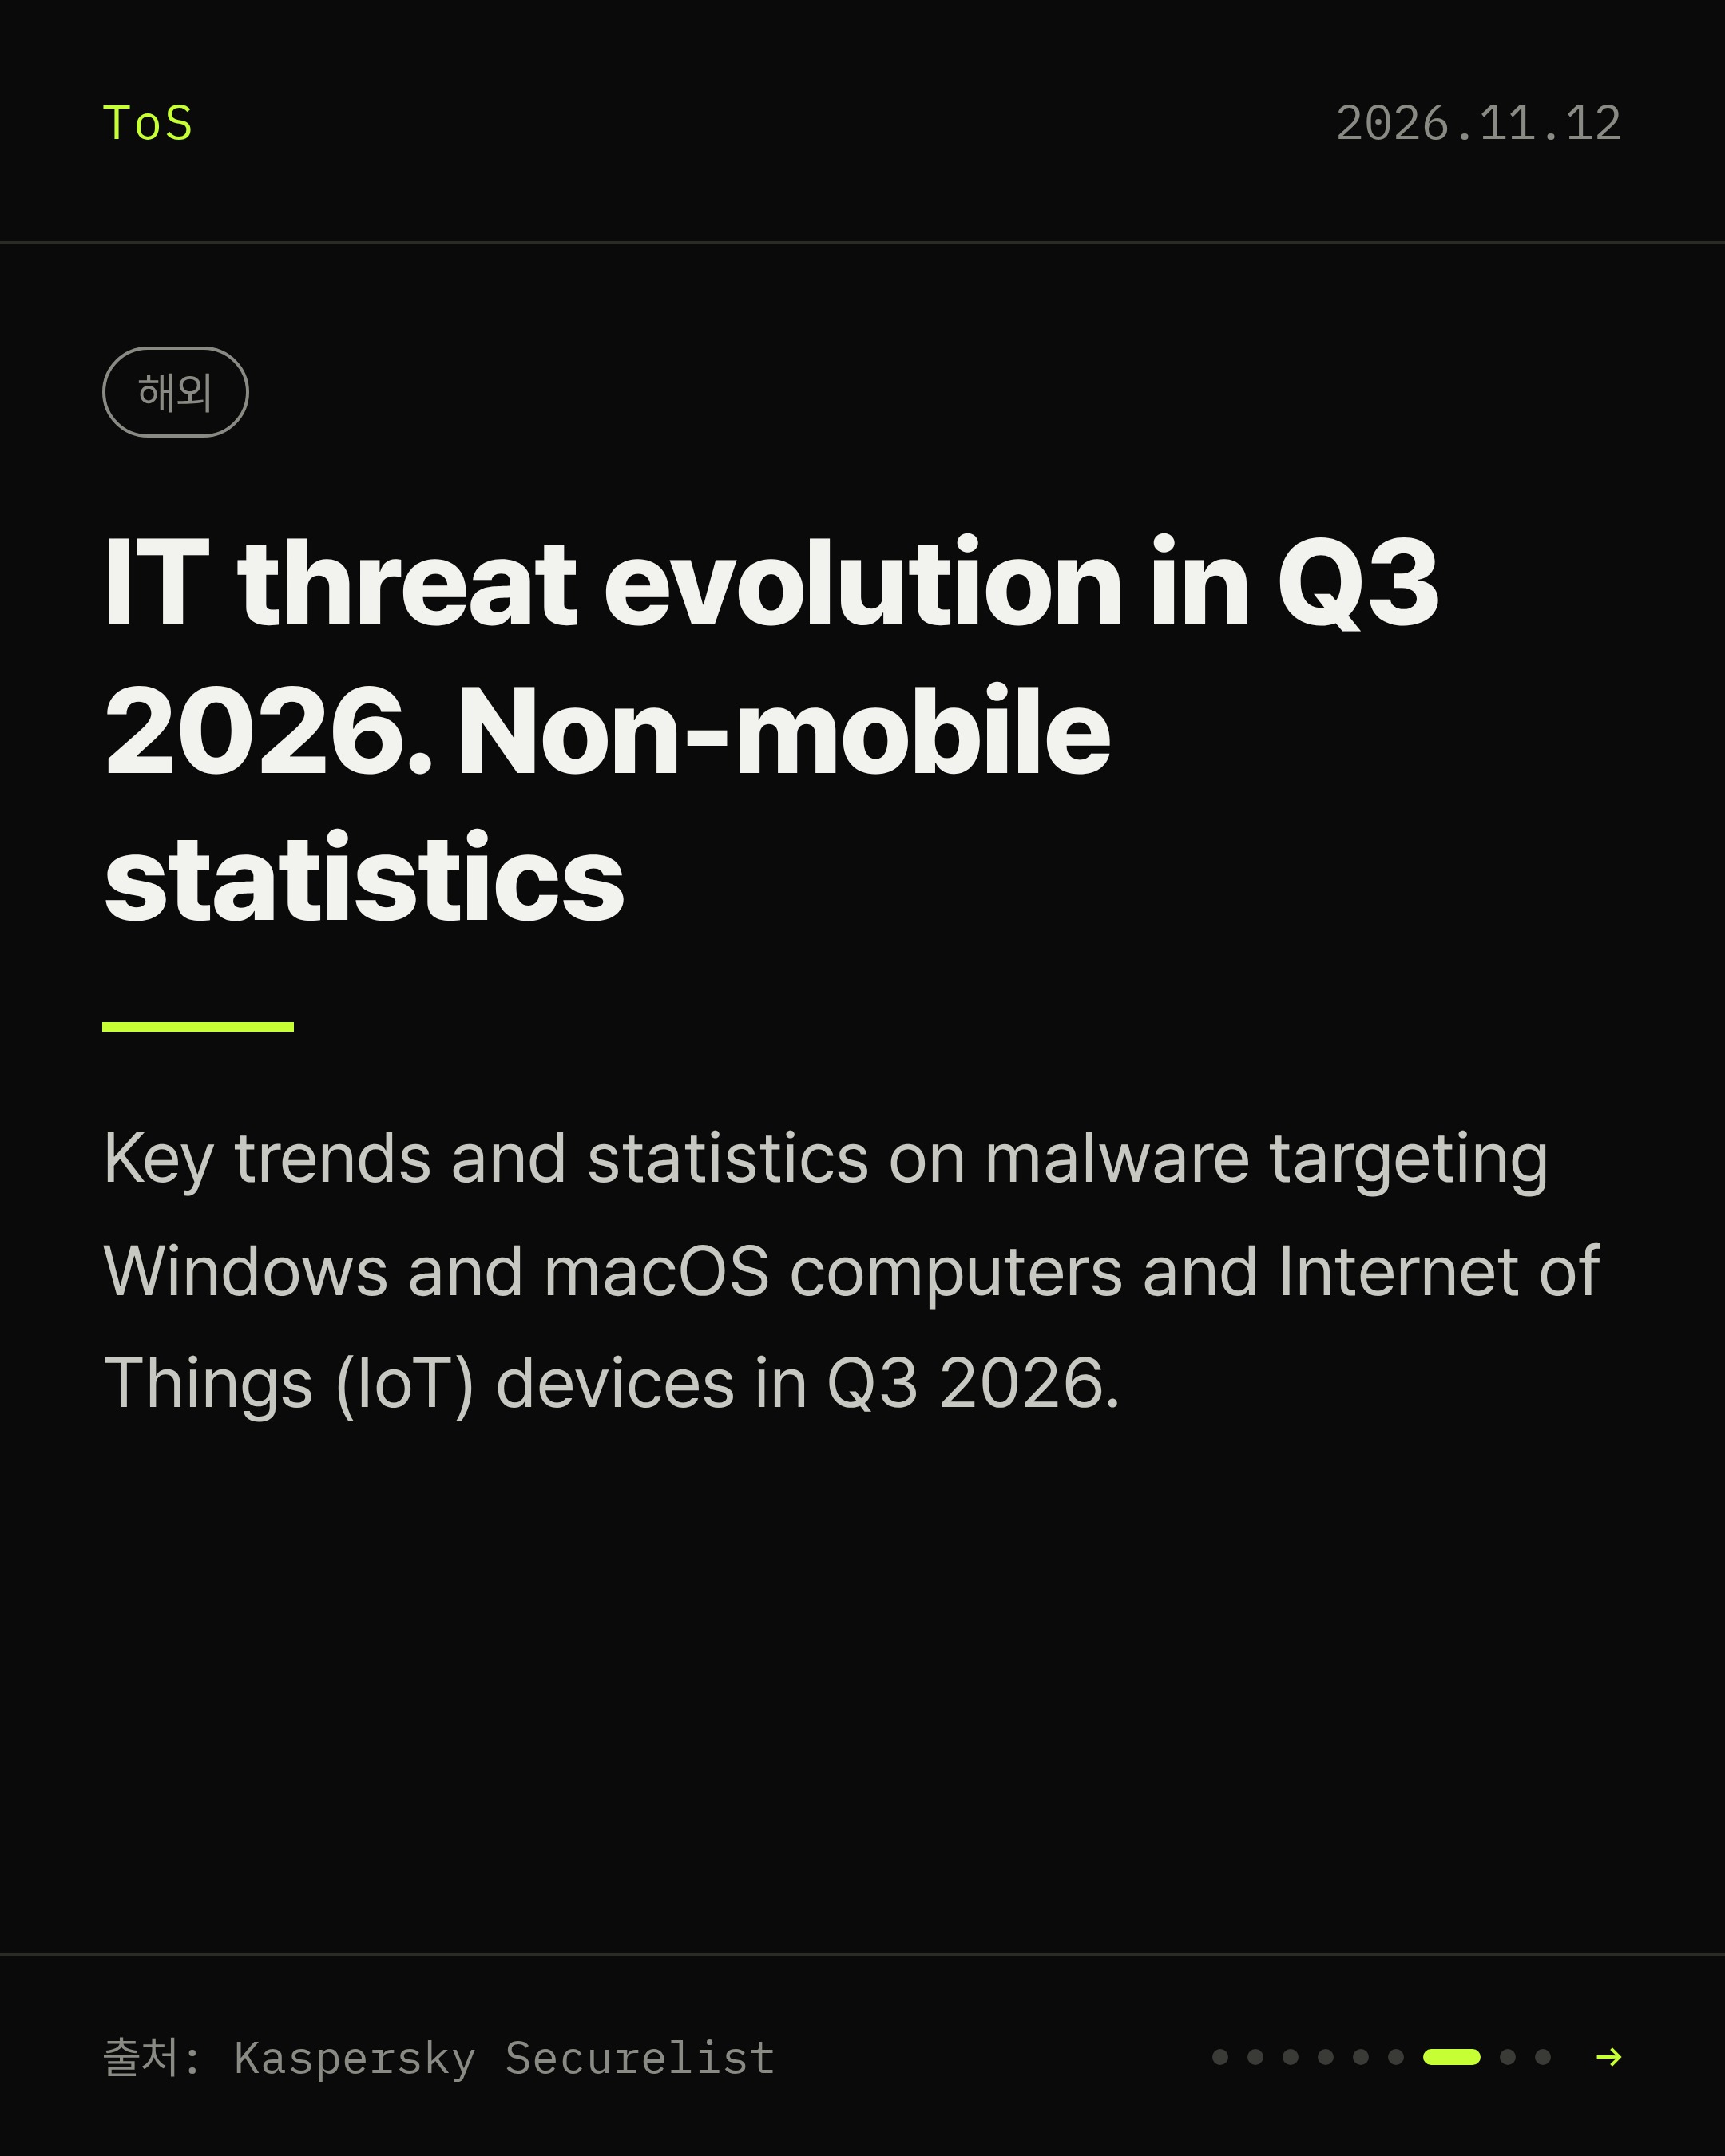 ToS
2026.11.12
해외
IT threat evolution in Q3
2026. Non-mobile
statistics
Key trends and statistics on malware targeting
Windows and macOS computers and Internet of
Things (IoT) devices in Q3 2026.
출처: Kaspersky Securelist
→